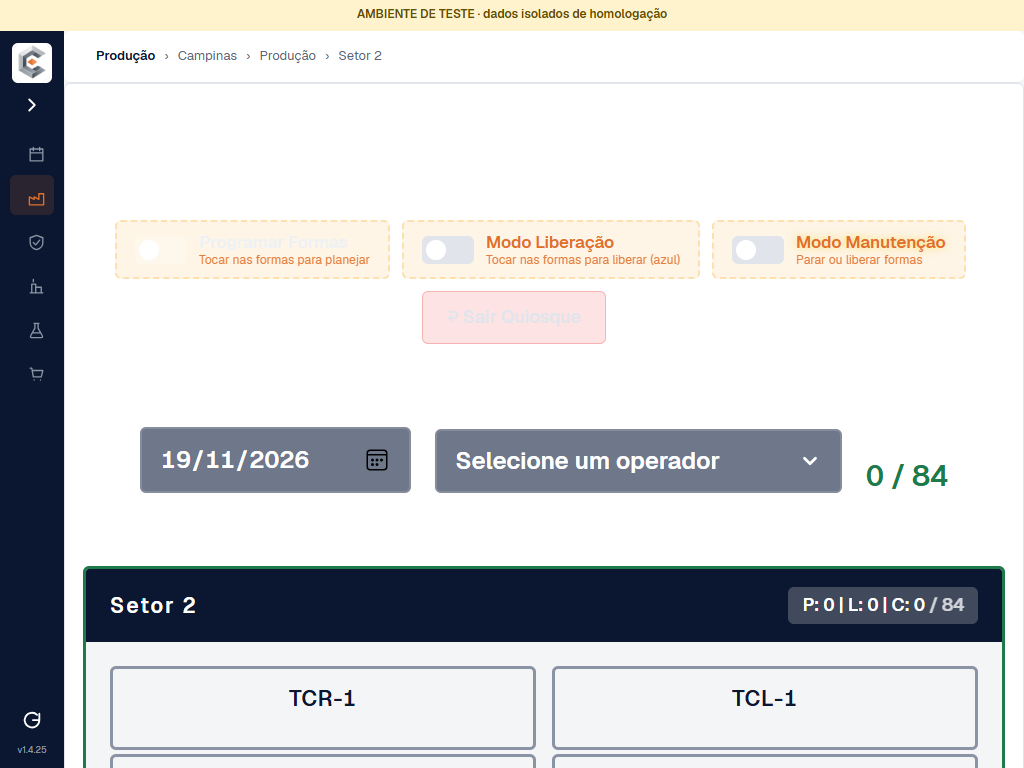 AMBIENTE DE TESTE · dados isolados de homologação
Produção › Campinas › Produção › Setor 2
Programar Formas
Tocar nas formas para planejar
Modo Liberação
Tocar nas formas para liberar (azul)
Modo Manutenção
Parar ou liberar formas
Sair Quiosque
19/11/2026
Selecione um operador
0 / 84
Setor 2
P: 0 | L: 0 | C: 0 / 84
TCR-1
TCL-1
v1.4.25